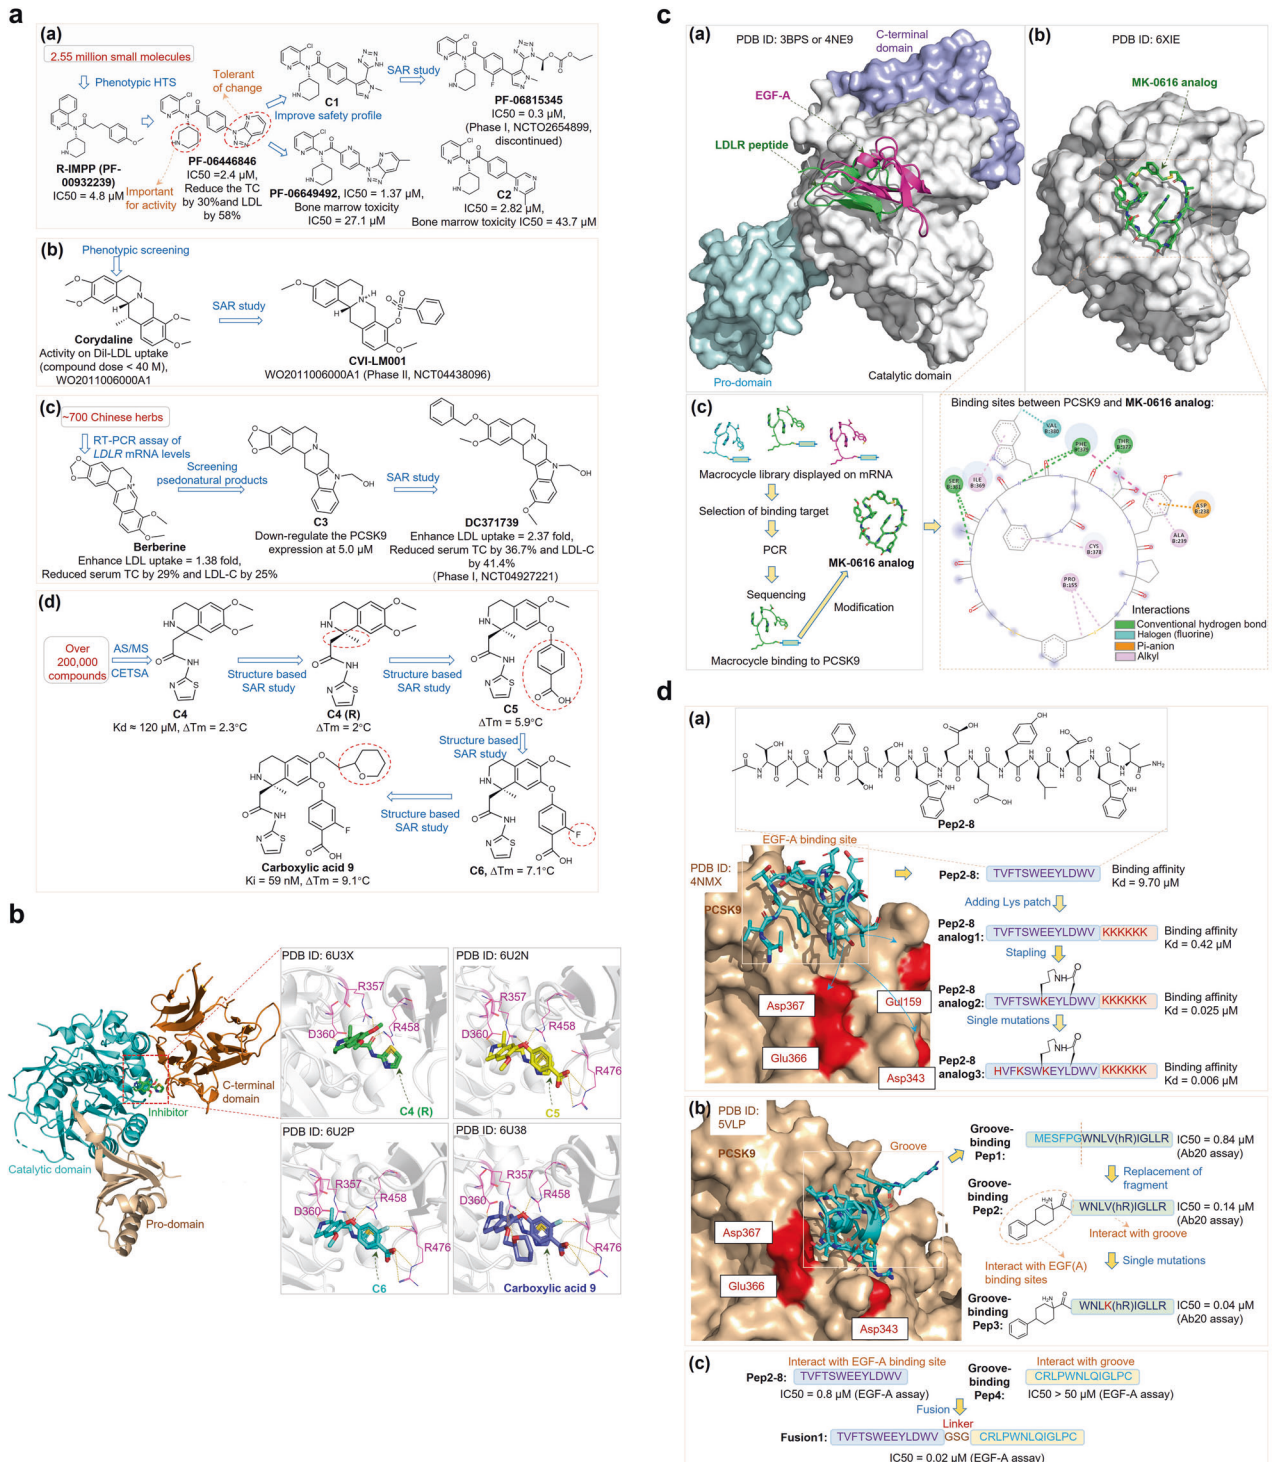 a
(a)
2.55 million small molecules
Phenotypic HTS
R-IMPP (PF-
00932239)
IC50 = 4.8 µM
Important
for activity
Tolerant
of change
PF-06446846
IC50 =2.4 µM,
Reduce the TC
by 30%and LDL
by 58%
C1
Improve safety profile
PF-06649492, IC50 = 1.37 µM,
Bone marrow toxicity
IC50 = 27.1 µM
SAR study
PF-06815345
IC50 = 0.3 µM,
(Phase I, NCTO2654899,
discontinued)
C2
IC50 = 2.82 µM,
Bone marrow toxicity IC50 = 43.7 µM
(b)
Phenotypic screening
Corydaline
Activity on Dil-LDL uptake
(compound dose < 40 M),
WO2011006000A1
SAR study
CVI-LM001
WO2011006000A1 (Phase II, NCT04438096)
(c)
~700 Chinese herbs
RT-PCR assay of
LDLR mRNA levels
Berberine
Enhance LDL uptake = 1.38 fold,
Reduced serum TC by 29% and LDL-C by 25%
Screening
psedonatural products
C3
Down-regulate the PCSK9
expression at 5.0 µM
SAR study
DC371739
Enhance LDL uptake = 2.37 fold,
Reduced serum TC by 36.7% and LDL-C
by 41.4%
(Phase I, NCT04927221)
(d)
Over
200,000
compounds
AS/MS
CETSA
C4
Kd ≈ 120 µM, ΔTm = 2.3°C
Structure based
SAR study
C4 (R)
ΔTm = 2°C
Structure based
SAR study
C5
ΔTm = 5.9°C
Structure based
SAR study
C6, ΔTm = 7.1°C
Structure based
SAR study
Carboxylic acid 9
Ki = 59 nM, ΔTm = 9.1°C
b
C-terminal
domain
Inhibitor
Catalytic domain
Pro-domain
PDB ID: 6U3X
R357
D360
R458
C4 (R)
PDB ID: 6U2N
R357
D360
R458
R476
C5
PDB ID: 6U2P
R357
D360
R458
R476
C6
PDB ID: 6U38
R357
D360
R458
R476
Carboxylic acid 9
c
(a)
PDB ID: 3BPS or 4NE9
C-terminal
domain
EGF-A
LDLR peptide
Pro-domain
Catalytic domain
(b)
PDB ID: 6XIE
MK-0616 analog
(c)
Macrocycle library displayed on mRNA
Selection of binding target
PCR
Sequencing
Macrocycle binding to PCSK9
MK-0616 analog
Modification
Binding sites between PCSK9 and MK-0616 analog:
VAL
B:380
PHE
B:379
THR
B:377
SER
B:381
ILE
B:369
ASP
B:238
ALA
B:239
CYS
B:378
PRO
B:155
Interactions
Conventional hydrogen bond
Halogen (fluorine)
Pi-anion
Alkyl
d
(a)
Pep2-8
EGF-A binding site
PDB ID:
4NMX
PCSK9
Asp367
Gul159
Glu366
Asp343
Pep2-8:
TVFTSWEEYLDWV
Binding affinity
Kd = 9.70 µM
Adding Lys patch
Pep2-8
analog1:
TVFTSWEEYLDWV KKKKKK
Binding affinity
Kd = 0.42 µM
Stapling
Pep2-8
analog2:
TVFTSWKEYLDWV KKKKKK
Binding affinity
Kd = 0.025 µM
Single mutations
Pep2-8
analog3:
HVFKSWKEYLDWV KKKKKK
Binding affinity
Kd = 0.006 µM
(b)
PDB ID:
5VLP
PCSK9
Groove
Asp367
Glu366
Asp343
Groove-
binding
Pep1:
MESFPGWNLV(hR)IGLLR
IC50 = 0.84 µM
(Ab20 assay)
Replacement of
fragment
Groove-
binding
Pep2:
WNLV(hR)IGLLR
IC50 = 0.14 µM
(Ab20 assay)
Interact with groove
Interact with EGF(A)
binding sites
Single mutations
Groove-
binding
Pep3:
WNLK(hR)IGLLR
IC50 = 0.04 µM
(Ab20 assay)
(c)
Interact with EGF-A binding site
Pep2-8:
TVFTSWEEYLDWV
IC50 = 0.8 µM (EGF-A assay)
Interact with groove
Groove-
binding
Pep4:
CRLPWNLQIGLPC
IC50 > 50 µM (EGF-A assay)
Fusion
Linker
Fusion1:
TVFTSWEEYLDWV GSG CRLPWNLQIGLPC
IC50 = 0.02 µM (EGF-A assay)